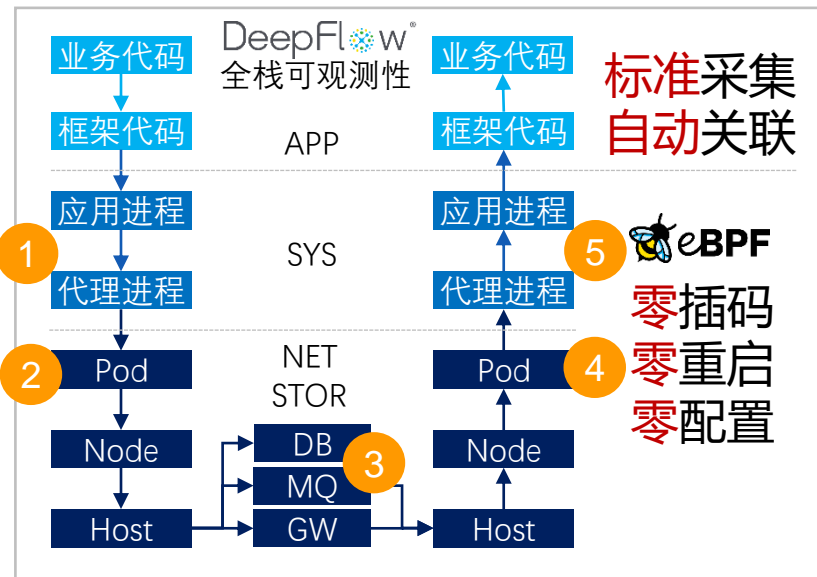 DeepFlow®
全栈可观测性
业务代码
框架代码
应用进程
代理进程
Pod
Node
Host
APP
SYS
NET
STOR
DB
MQ
GW
业务代码
框架代码
应用进程
代理进程
Pod
Node
Host
1
2
3
4
5
标准采集
自动关联
eBPF
零插码
零重启
零配置